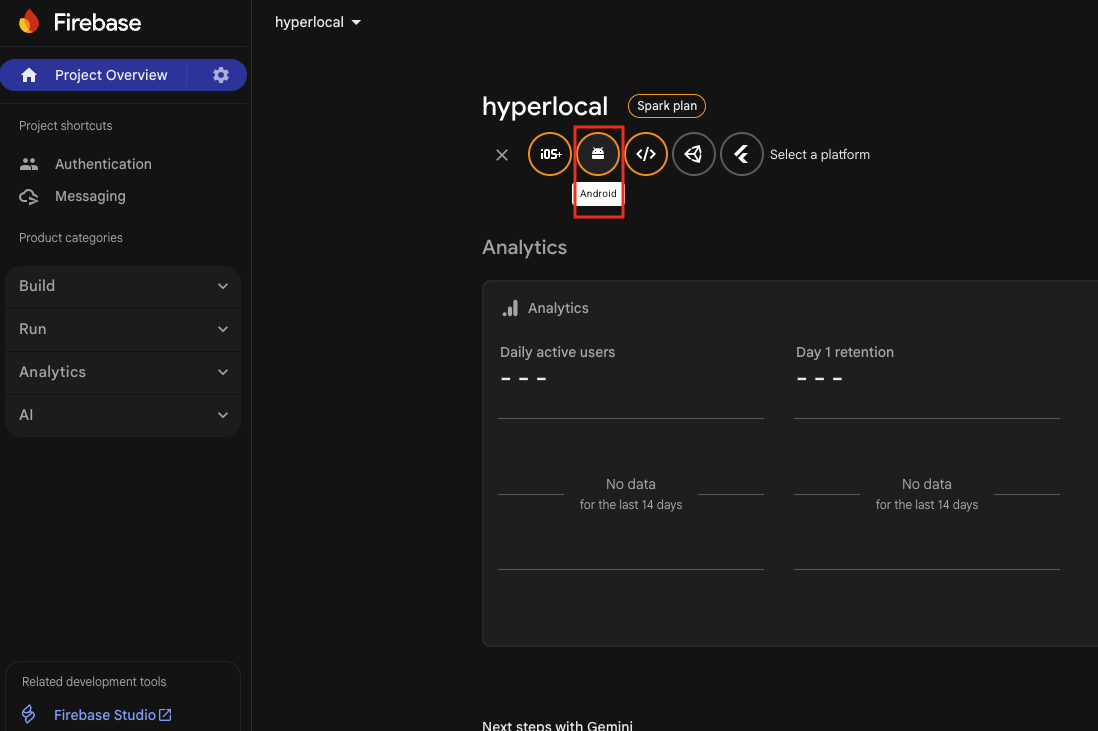 Firebase
hyperlocal
Project Overview
Project shortcuts
Authentication
Messaging
Product categories
Build
Run
Analytics
AI
Related development tools
Firebase Studio
hyperlocal
Spark plan
iOS+
</>
Select a platform
Android
Analytics
Analytics
Daily active users
- - -
No data
for the last 14 days
Day 1 retention
- - -
No data
for the last 14 days
Next steps with Gemini